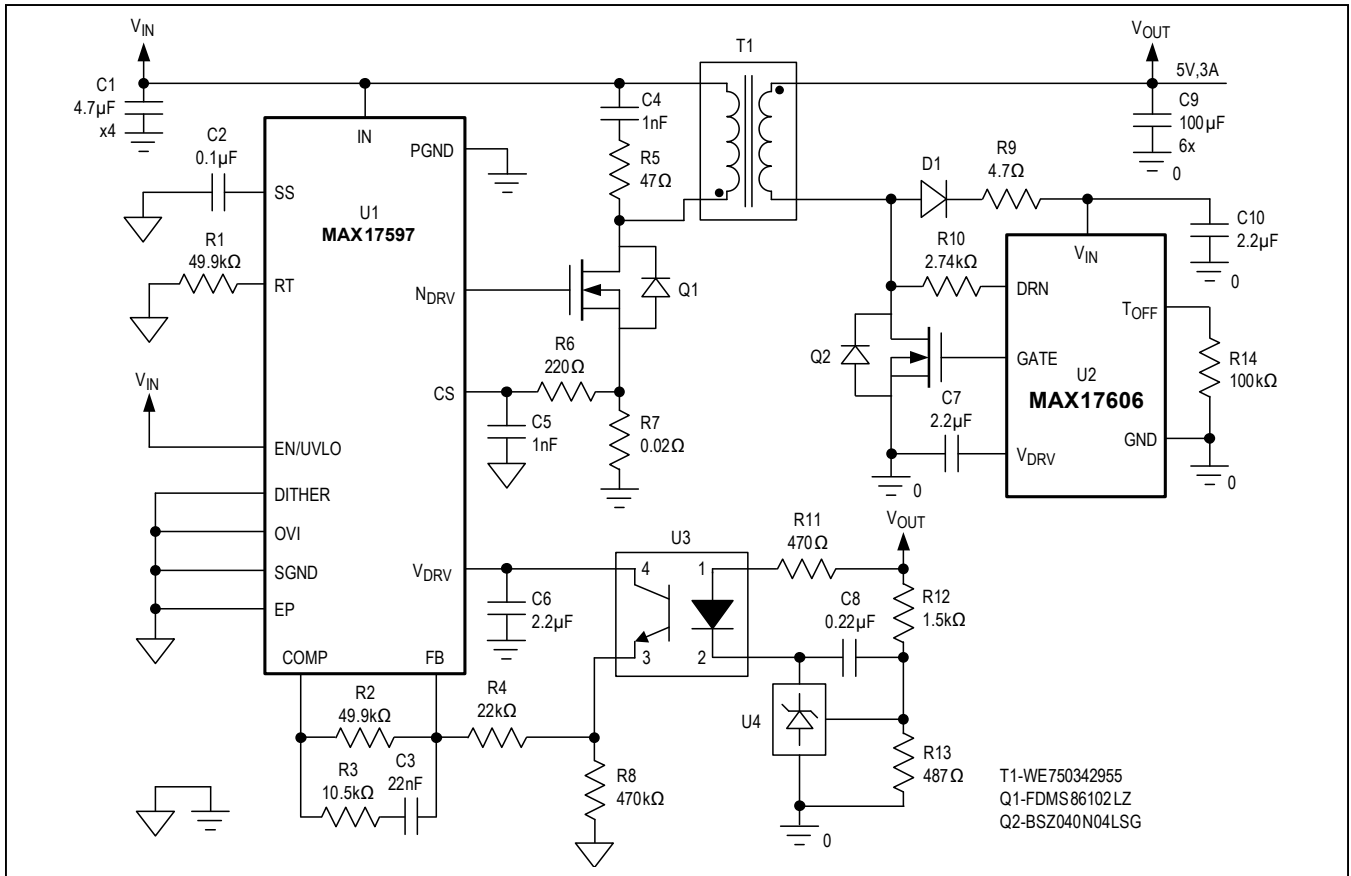 VIN
C1
4.7µF
x4
C2
0.1µF
R1
49.9kΩ
VIN
IN
PGND
SS
U1
MAX17597
RT
NDRV
CS
EN/UVLO
DITHER
OVI
SGND
EP
VDRV
COMP
FB
C4
1nF
R5
47Ω
Q1
R6
220Ω
C5
1nF
R7
0.02Ω
T1
VOUT
5V,3A
C9
100µF
6x
0
D1
R9
4.7Ω
C10
2.2µF
0
R10
2.74kΩ
Q2
C7
2.2µF
0
VIN
DRN
TOFF
GATE
U2
MAX17606
GND
VDRV
R14
100kΩ
0
C6
2.2µF
U3
4
1
3
2
R11
470Ω
VOUT
R12
1.5kΩ
C8
0.22µF
U4
R13
487Ω
0
R2
49.9kΩ
R3
10.5kΩ
C3
22nF
R4
22kΩ
R8
470kΩ
T1-WE750342955
Q1-FDMS86102LZ
Q2-BSZ040N04LSG